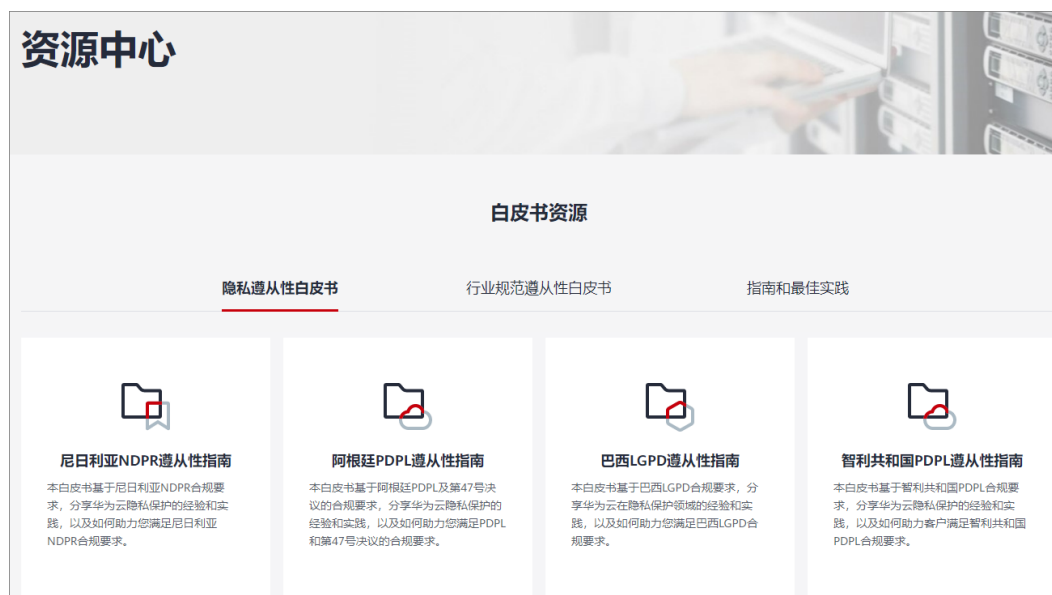 资源中心
白皮书资源
隐私遵从性白皮书
行业规范遵从性白皮书
指南和最佳实践
尼日利亚NDPR遵从性指南
本白皮书基于尼日利亚NDPR合规要
求，分享华为云隐私保护的经验和实
践，以及如何助力您满足尼日利亚
NDPR合规要求。
阿根廷PDPL遵从性指南
本白皮书基于阿根廷PDPL及第47号决
议的合规要求，分享华为云隐私保护的
经验和实践，以及如何助力您满足PDPL
和第47号决议的合规要求。
巴西LGPD遵从性指南
本白皮书基于巴西LGPD合规要求，分
享华为云在隐私保护领域的经验和实
践，以及如何助力您满足巴西LGPD合
规要求。
智利共和国PDPL遵从性指南
本白皮书基于智利共和国PDPL合规要
求，分享华为云隐私保护的经验和实
践，以及如何助力客户满足智利共和国
PDPL合规要求。